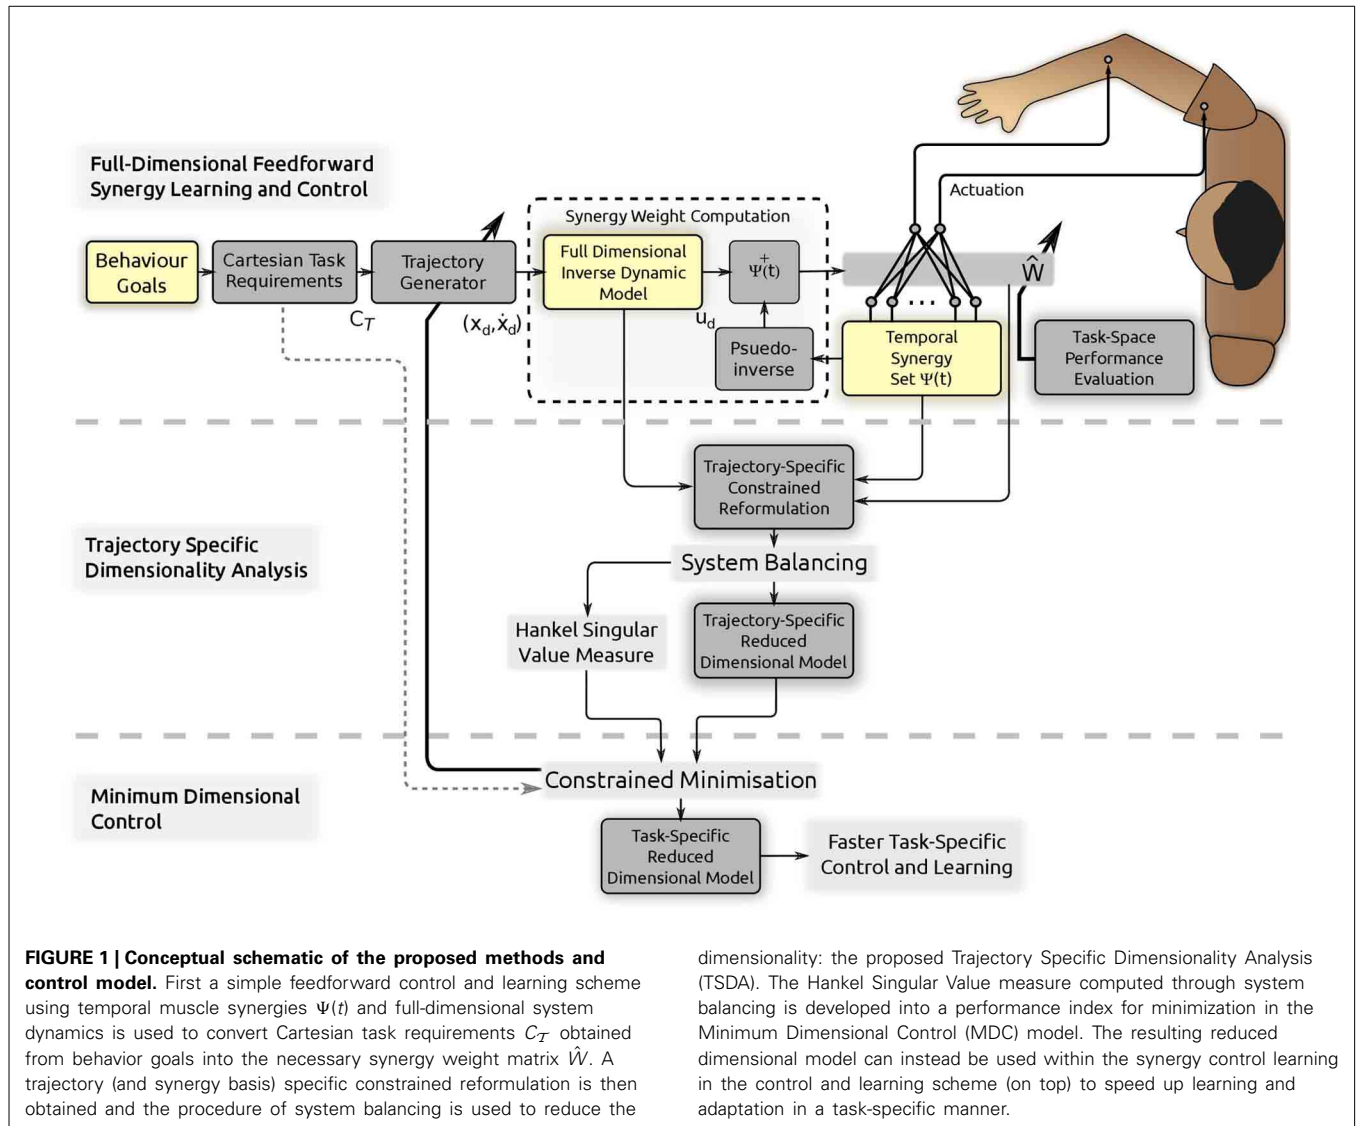 Full-Dimensional Feedforward
Synergy Learning and Control
Behaviour
Goals
Cartesian Task
Requirements
C_T
Trajectory
Generator
(x_d,ẋ_d)
Synergy Weight Computation
Full Dimensional
Inverse Dynamic
Model
u_d
+
Ψ(t)
Psuedo-
inverse
Actuation
Ŵ
...
Temporal
Synergy
Set Ψ(t)
Task-Space
Performance
Evaluation
Trajectory Specific
Dimensionality Analysis
Trajectory-Specific
Constrained
Reformulation
System Balancing
Hankel Singular
Value Measure
Trajectory-Specific
Reduced
Dimensional Model
Minimum Dimensional
Control
Constrained Minimisation
Task-Specific
Reduced
Dimensional Model
Faster Task-Specific
Control and Learning
FIGURE 1 | Conceptual schematic of the proposed methods and
control model. First a simple feedforward control and learning scheme
using temporal muscle synergies Ψ(t) and full-dimensional system
dynamics is used to convert Cartesian task requirements C_T obtained
from behavior goals into the necessary synergy weight matrix Ŵ. A
trajectory (and synergy basis) specific constrained reformulation is then
obtained and the procedure of system balancing is used to reduce the
dimensionality: the proposed Trajectory Specific Dimensionality Analysis
(TSDA). The Hankel Singular Value measure computed through system
balancing is developed into a performance index for minimization in the
Minimum Dimensional Control (MDC) model. The resulting reduced
dimensional model can instead be used within the synergy control learning
in the control and learning scheme (on top) to speed up learning and
adaptation in a task-specific manner.